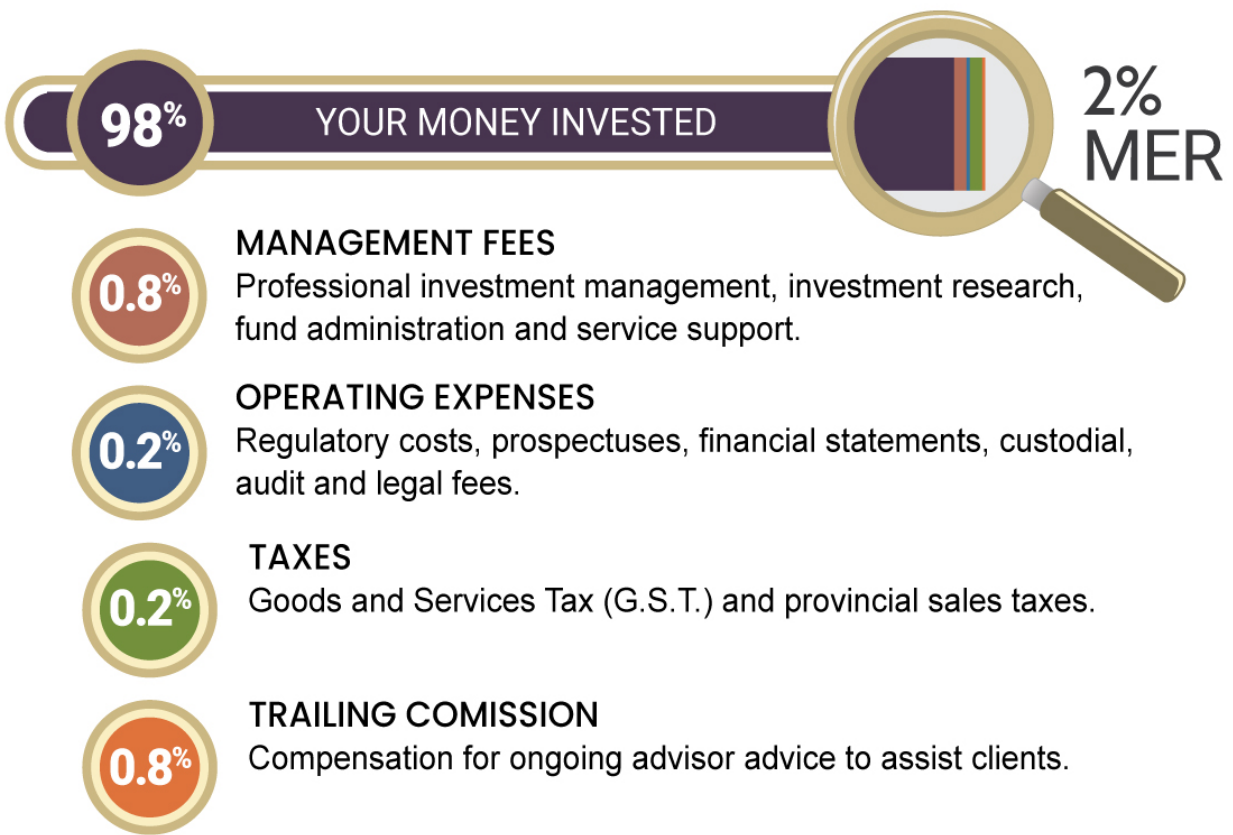 98%
YOUR MONEY INVESTED
2%
MER
0.8%
MANAGEMENT FEES
Professional investment management, investment research,
fund administration and service support.
0.2%
OPERATING EXPENSES
Regulatory costs, prospectuses, financial statements, custodial,
audit and legal fees.
0.2%
TAXES
Goods and Services Tax (G.S.T.) and provincial sales taxes.
0.8%
TRAILING COMISSION
Compensation for ongoing advisor advice to assist clients.